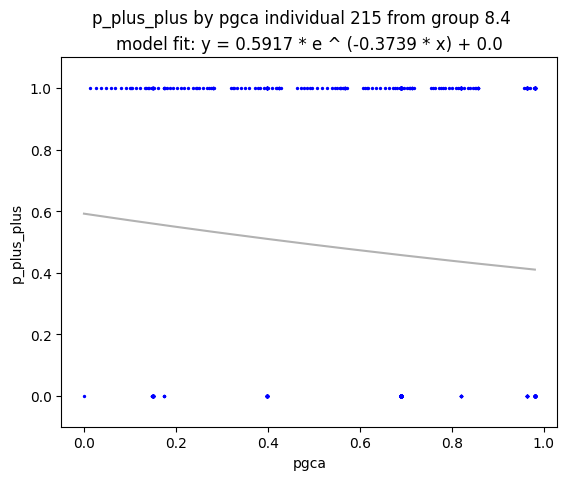 p_plus_plus by pgca individual 215 from group 8.4
model fit: y = 0.5917 * e ^ (-0.3739 * x) + 0.0
1.0
0.8
0.6
0.4
0.2
0.0
p_plus_plus
0.0 0.2 0.4 0.6 0.8 1.0
pgca